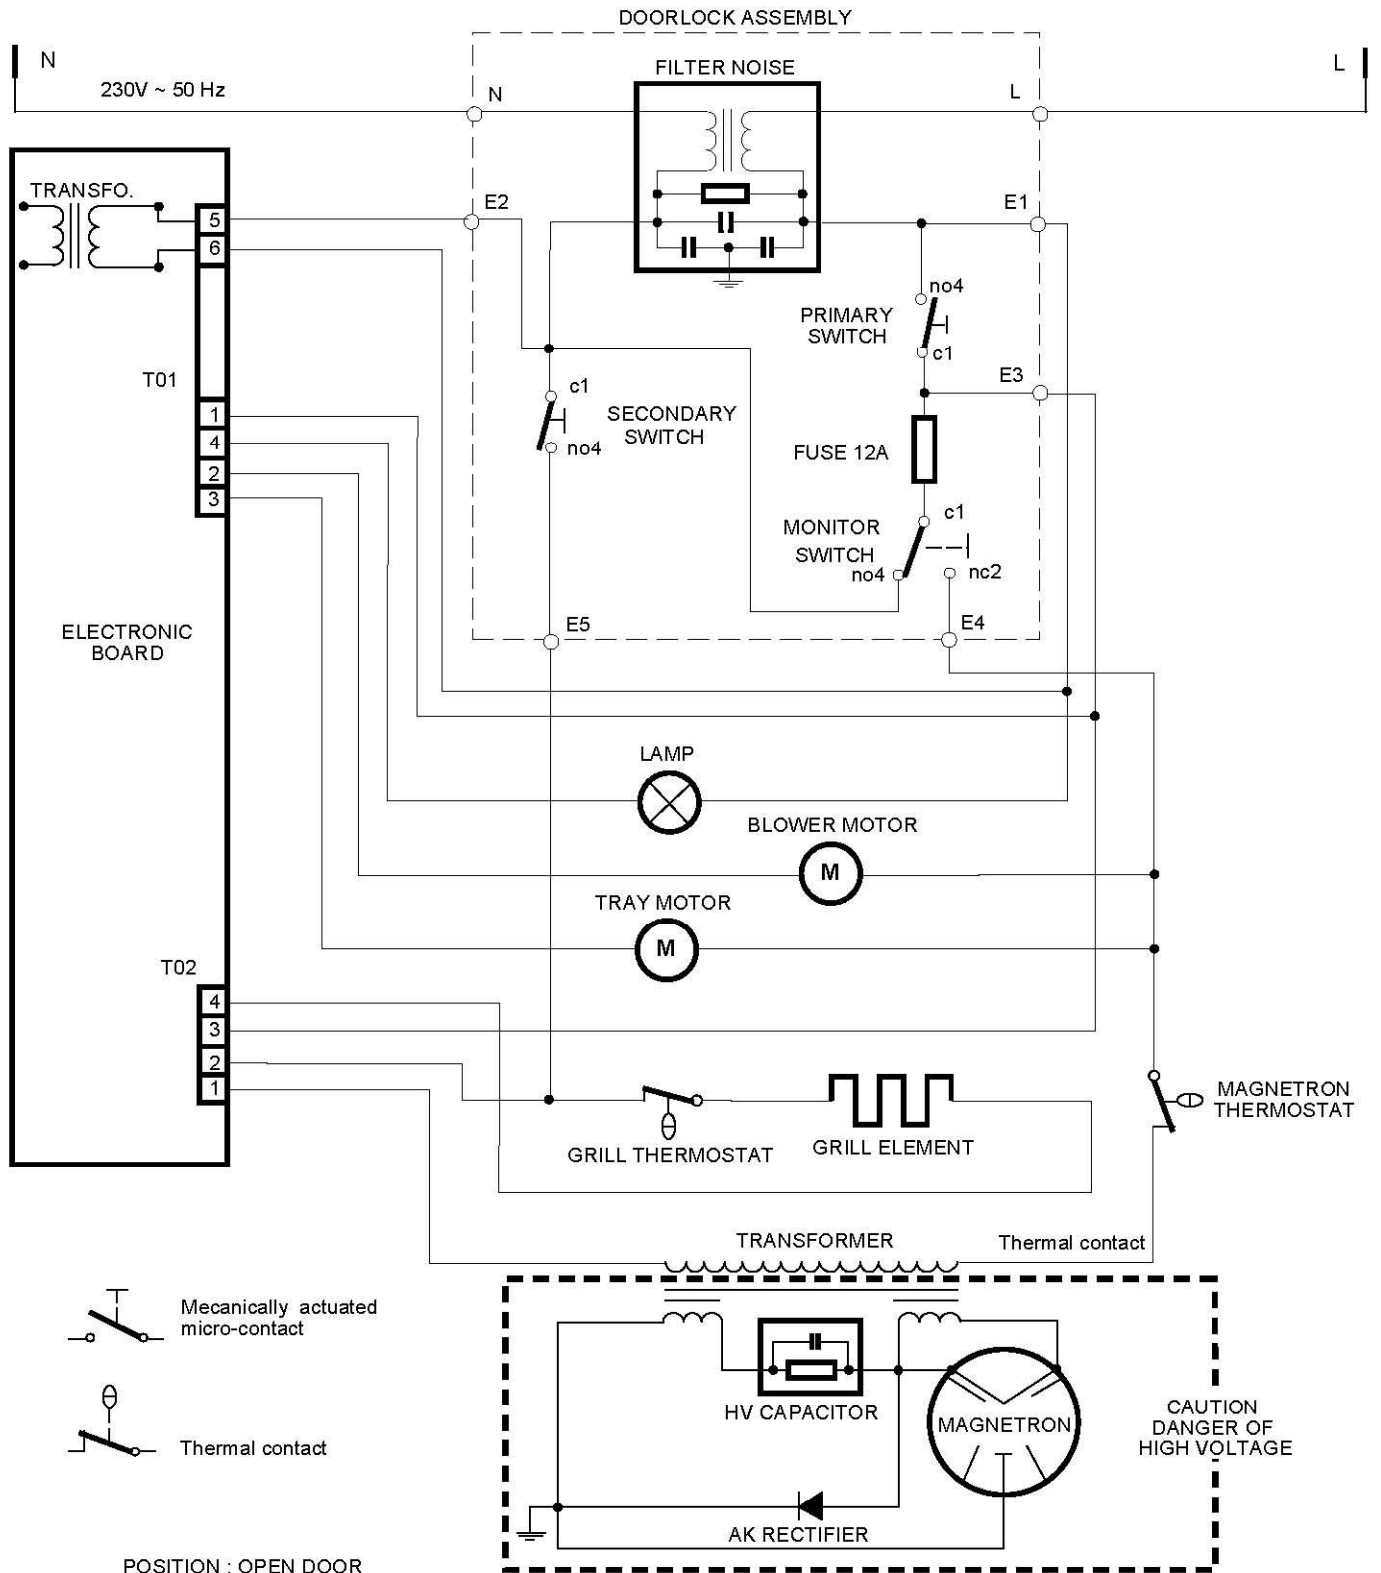 DOORLOCK ASSEMBLY
N
L
230V ~ 50 Hz
FILTER NOISE
N
L
TRANSFO.
5
6
E2
E1
no4
PRIMARY
SWITCH
c1
T01
E3
c1
SECONDARY
SWITCH
no4
1
4
2
3
FUSE 12A
c1
MONITOR
SWITCH
no4
nc2
E5
E4
ELECTRONIC
BOARD
LAMP
BLOWER MOTOR
M
TRAY MOTOR
M
T02
4
3
2
1
MAGNETRON
THERMOSTAT
GRILL THERMOSTAT
GRILL ELEMENT
TRANSFORMER
Thermal contact
Mecanically actuated
micro-contact
HV CAPACITOR
MAGNETRON
CAUTION
DANGER OF
HIGH VOLTAGE
Thermal contact
AK RECTIFIER
POSITION : OPEN DOOR